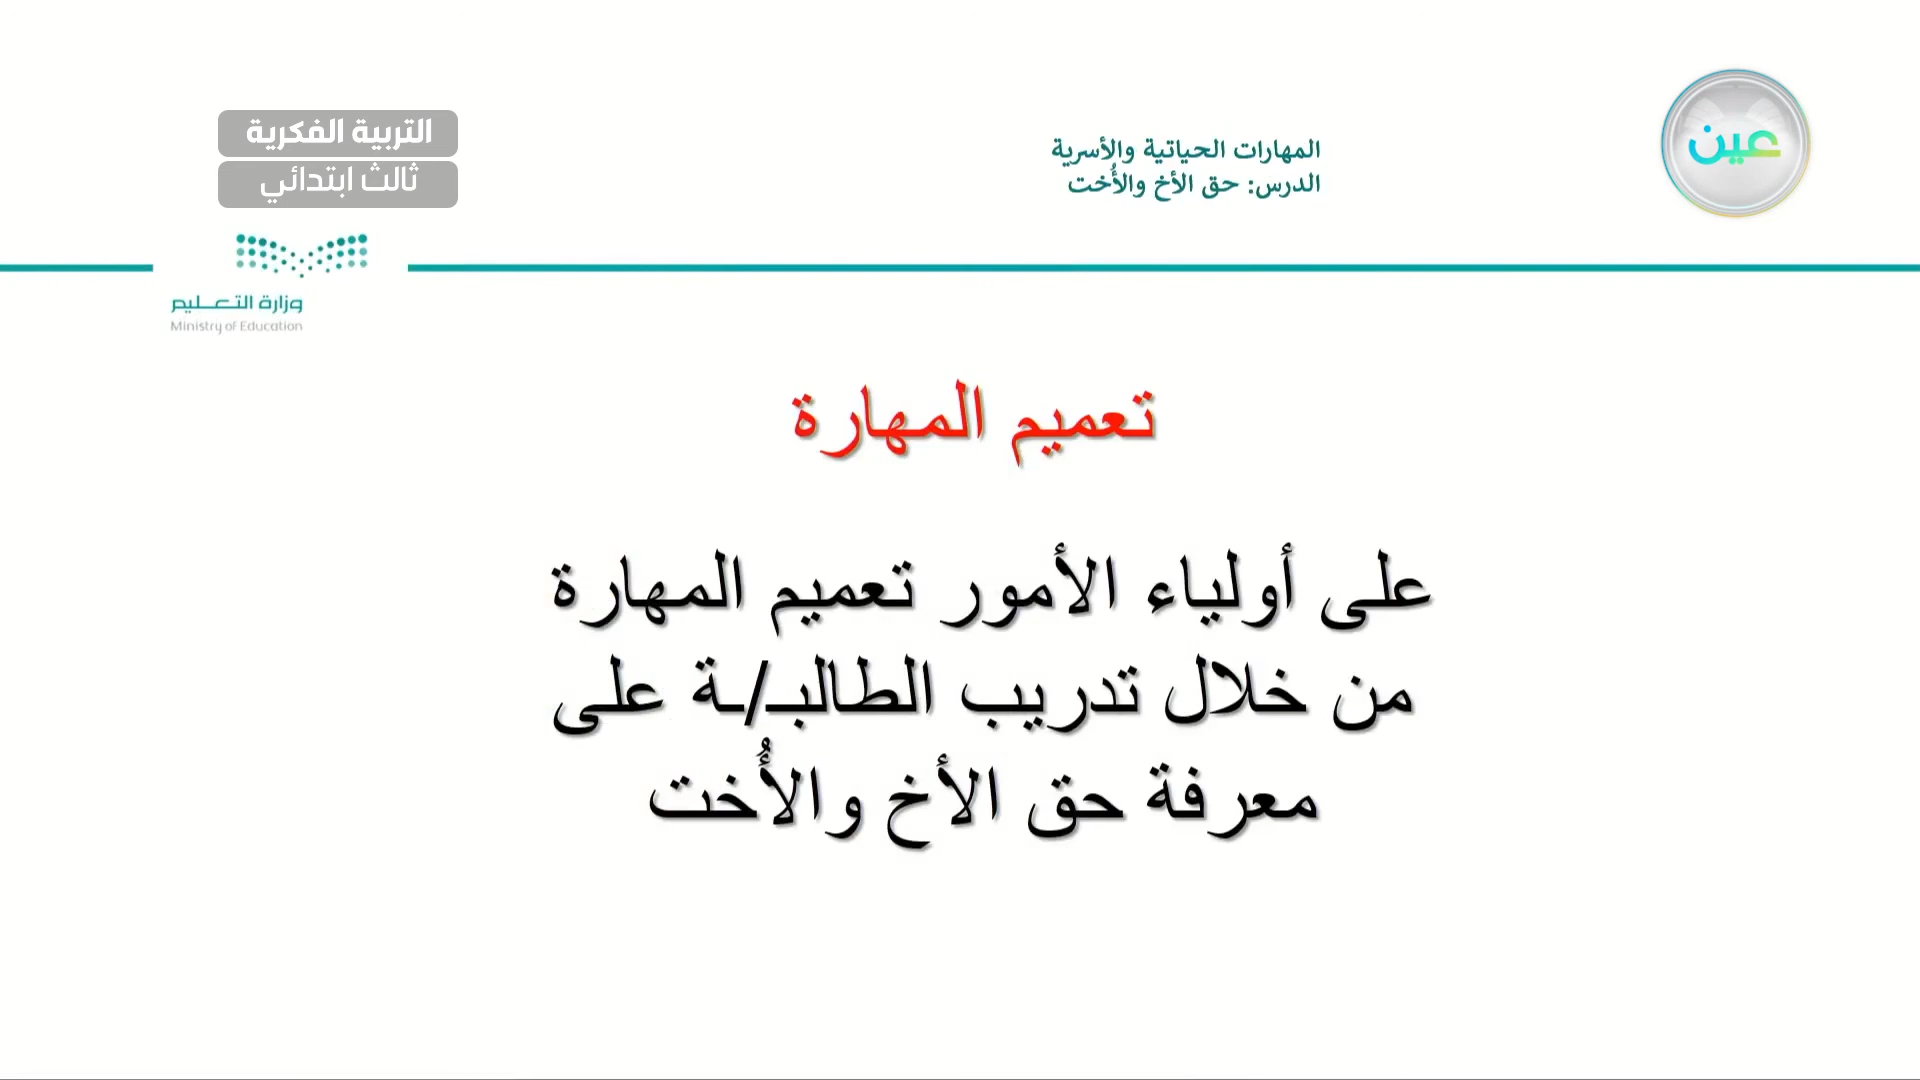 عين
المهارات الحياتية والأسرية
الدرس: حق الأخ والأُخت
التربية الفكرية
ثالث ابتدائي
وزارة التعليم
Ministry of Education
تعميم المهارة
على أولياء الأمور تعميم المهارة
من خلال تدريب الطالبـ/ـة على
معرفة حق الأخ والأُخت